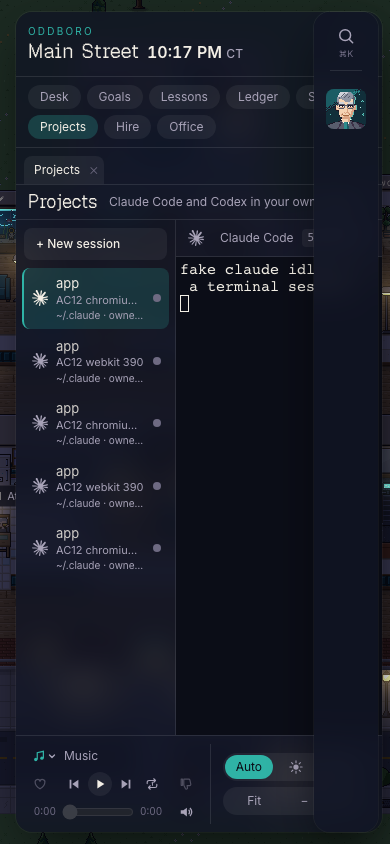 ODDBORO
Main Street 10:17 PM CT
⌘K
Desk Goals Lessons Ledger S
Projects Hire Office
Projects ×
Projects Claude Code and Codex in your own
+ New session
Claude Code 5
app
AC12 chromiu...
~/.claude · owne...
app
AC12 webkit 390
~/.claude · owne...
app
AC12 chromiu...
~/.claude · owne...
app
AC12 webkit 390
~/.claude · owne...
app
AC12 chromiu...
~/.claude · owne...
fake claude idl
a terminal ses
Music
0:00 0:00
Auto
Fit −